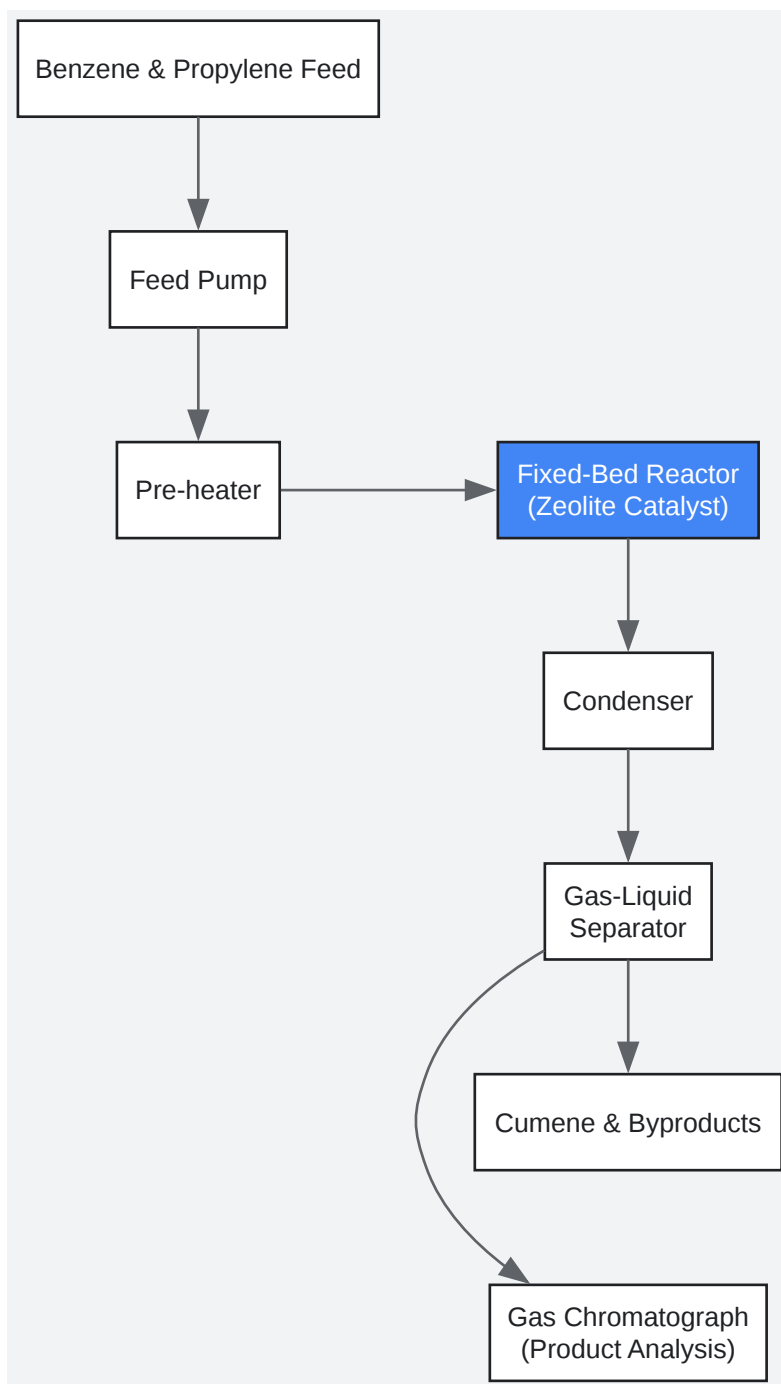 Benzene & Propylene Feed
Feed Pump
Pre-heater
Fixed-Bed Reactor
(Zeolite Catalyst)
Condenser
Gas-Liquid
Separator
Cumene & Byproducts
Gas Chromatograph
(Product Analysis)